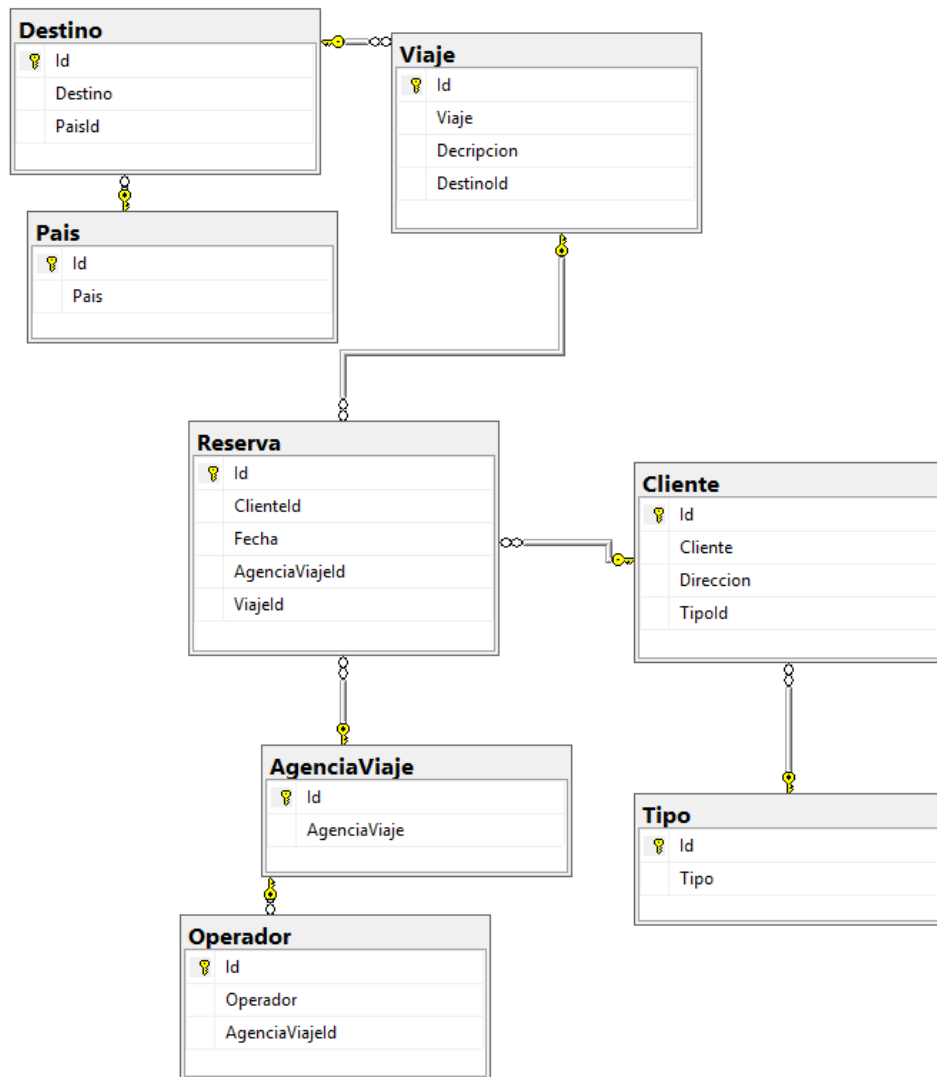 Destino
Id
Destino
PaisId
Viaje
Id
Viaje
Decripcion
DestinoId
Pais
Id
Pais
Reserva
Id
ClienteId
Fecha
AgenciaViajeId
ViajeId
Cliente
Id
Cliente
Direccion
TipoId
AgenciaViaje
Id
AgenciaViaje
Tipo
Id
Tipo
Operador
Id
Operador
AgenciaViajeId